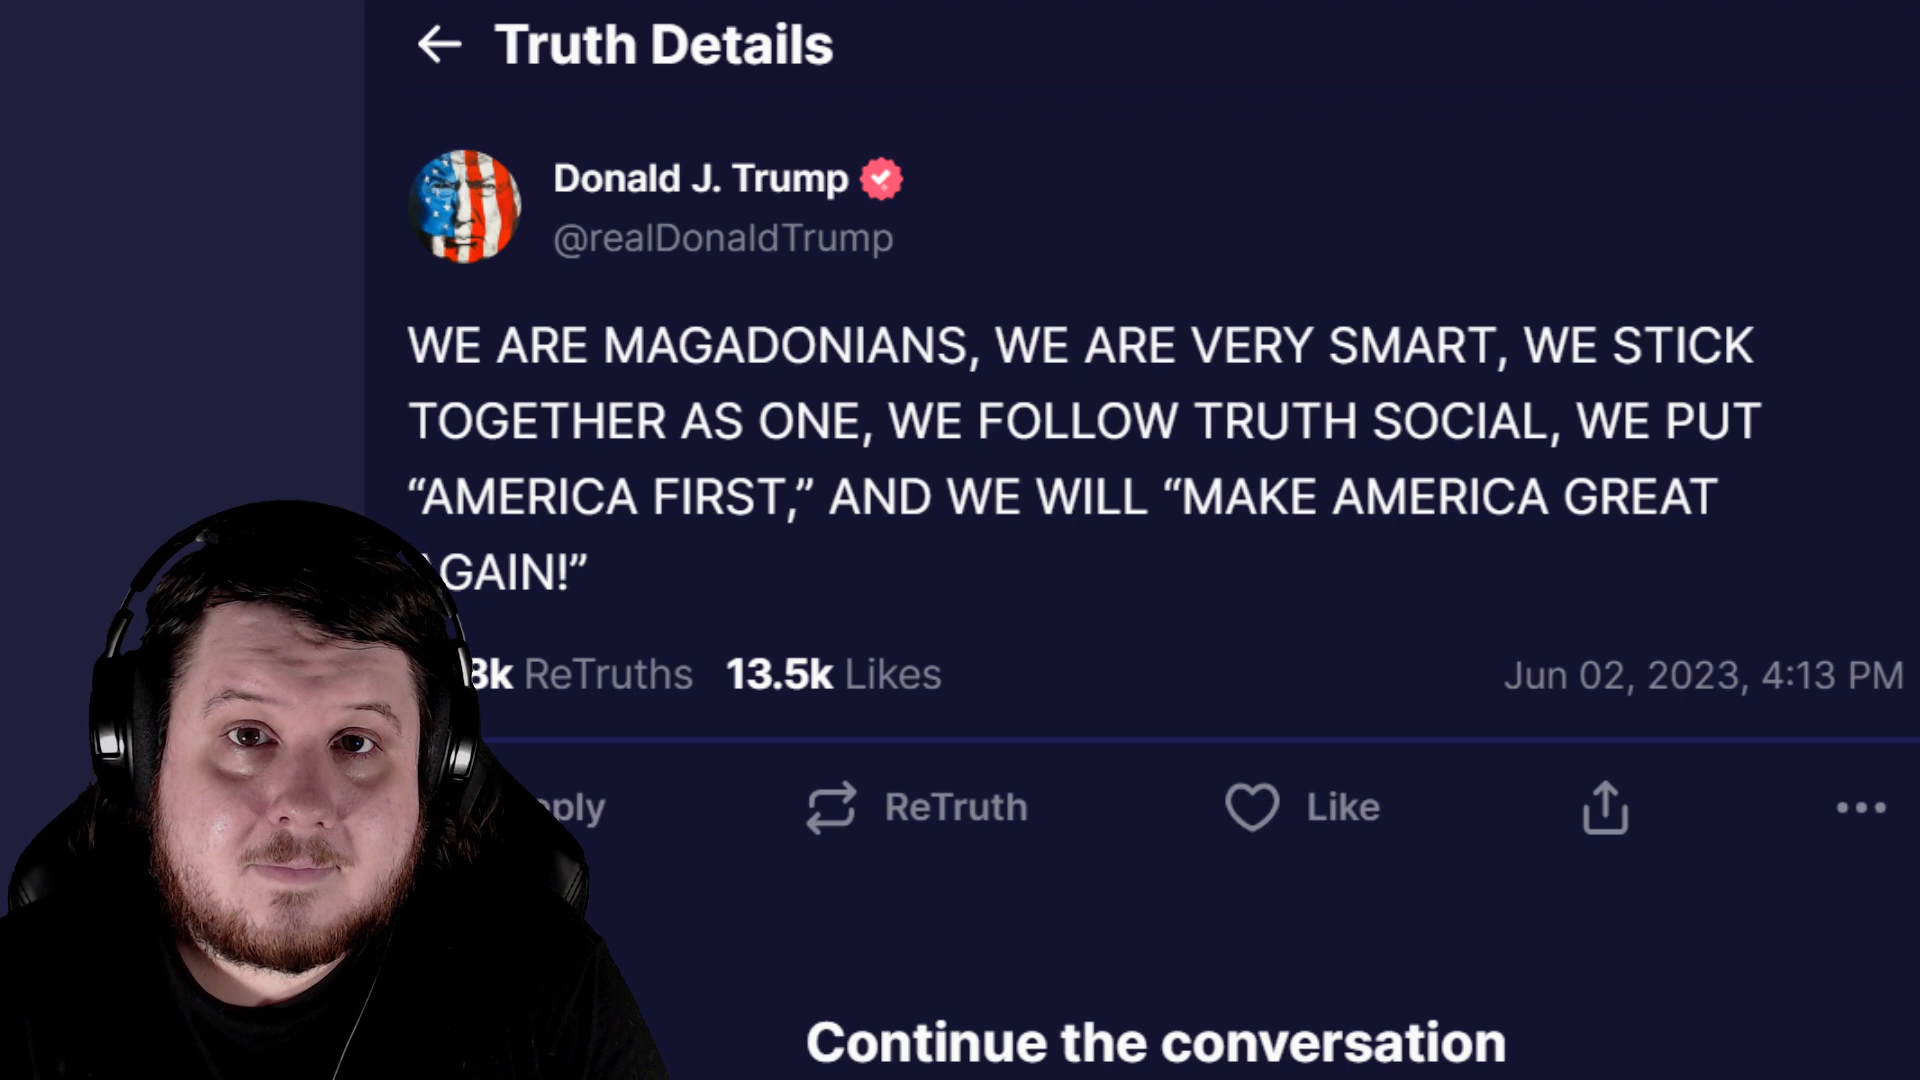 Truth Details
Donald J. Trump
@realDonaldTrump
WE ARE MAGADONIANS, WE ARE VERY SMART, WE STICK
TOGETHER AS ONE, WE FOLLOW TRUTH SOCIAL, WE PUT
“AMERICA FIRST,” AND WE WILL “MAKE AMERICA GREAT
GAIN!”
ReTruths 13.5k Likes Jun 02, 2023, 4:13 PM
ReTruth Like
Continue the conversation